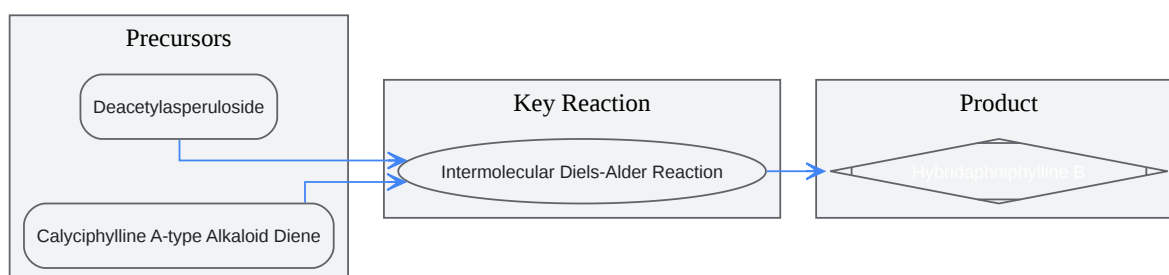 Precursors
Deacetylasperuloside
Calyciphylline A-type Alkaloid Diene
Key Reaction
Intermolecular Diels-Alder Reaction
Product
Hybridaphniphylline B